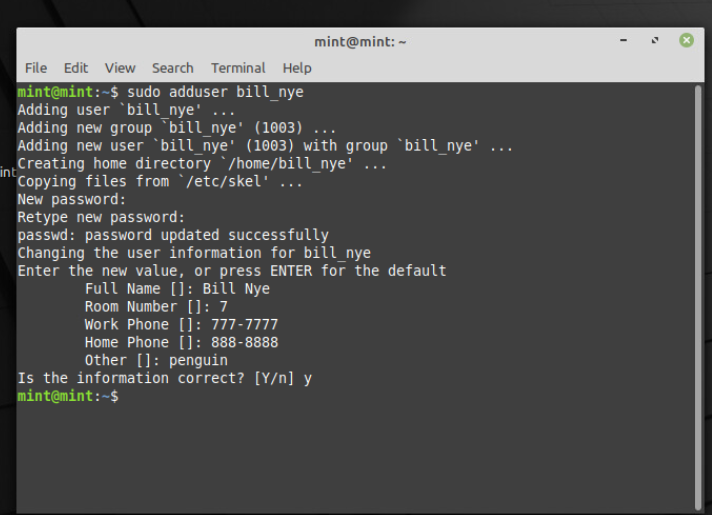 mint@mint: ~
File Edit View Search Terminal Help
mint@mint:~$ sudo adduser bill_nye
Adding user `bill_nye' ...
Adding new group `bill_nye' (1003) ...
Adding new user `bill_nye' (1003) with group `bill_nye' ...
Creating home directory `/home/bill_nye' ...
Copying files from `/etc/skel' ...
int
New password:
Retype new password:
passwd: password updated successfully
Changing the user information for bill_nye
Enter the new value, or press ENTER for the default
        Full Name []: Bill Nye
        Room Number []: 7
        Work Phone []: 777-7777
        Home Phone []: 888-8888
        Other []: penguin
Is the information correct? [Y/n] y
mint@mint:~$